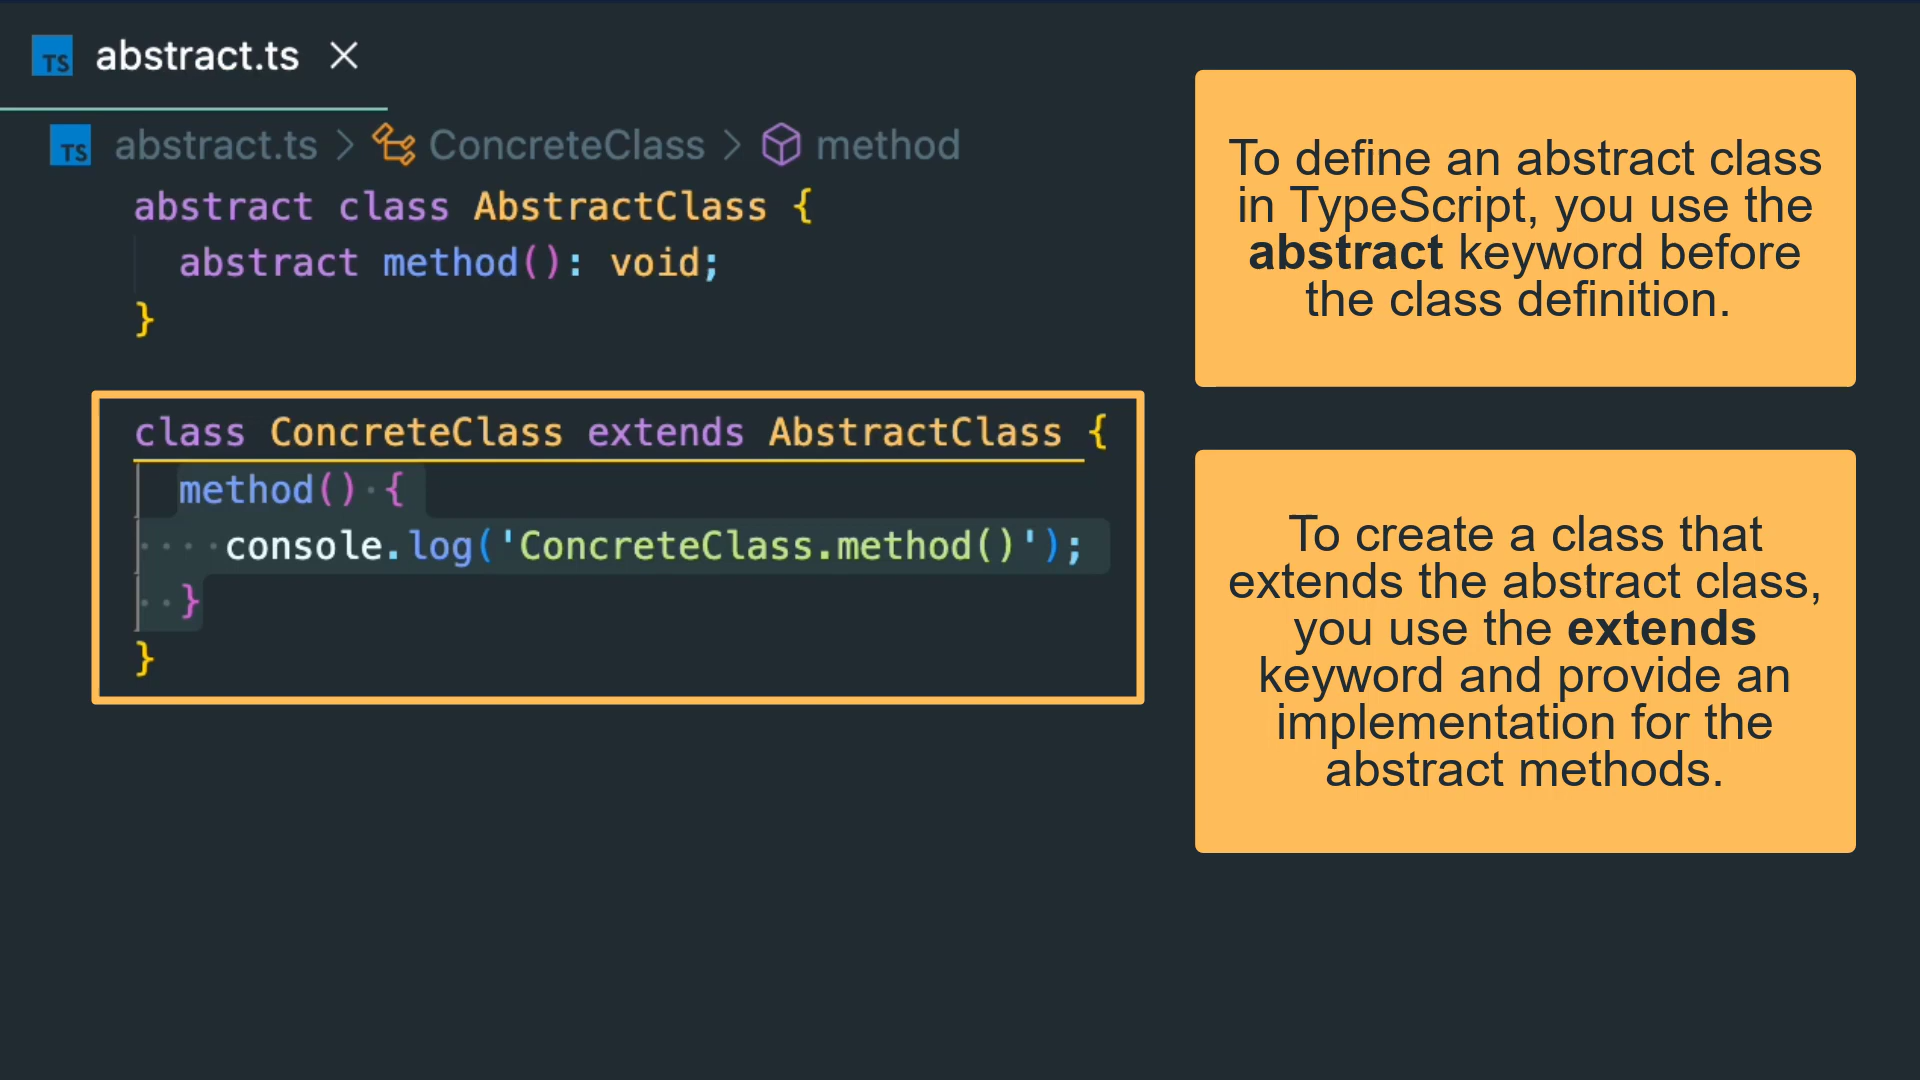 TS abstract.ts ×
TS abstract.ts > ConcreteClass > method
abstract class AbstractClass {
abstract method(): void;
}
class ConcreteClass extends AbstractClass {
method() {
console.log('ConcreteClass.method()');
}
}
To define an abstract class
in TypeScript, you use the
abstract keyword before
the class definition.
To create a class that
extends the abstract class,
you use the extends
keyword and provide an
implementation for the
abstract methods.